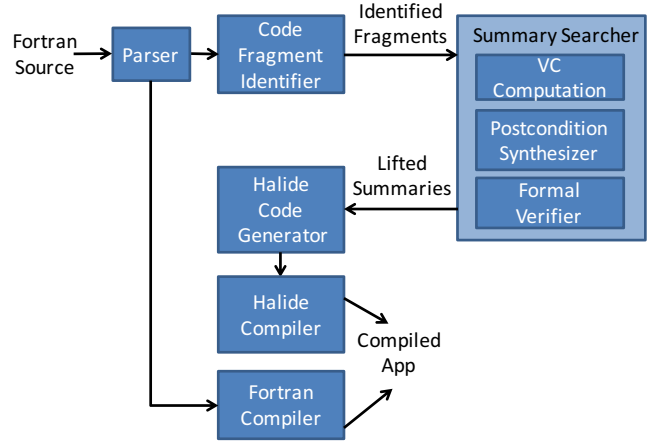 Fortran
Source
Parser
Code
Fragment
Identifier
Identified
Fragments
Summary Searcher
VC
Computation
Postcondition
Synthesizer
Formal
Verifier
Lifted
Summaries
Halide
Code
Generator
Halide
Compiler
Compiled
App
Fortran
Compiler